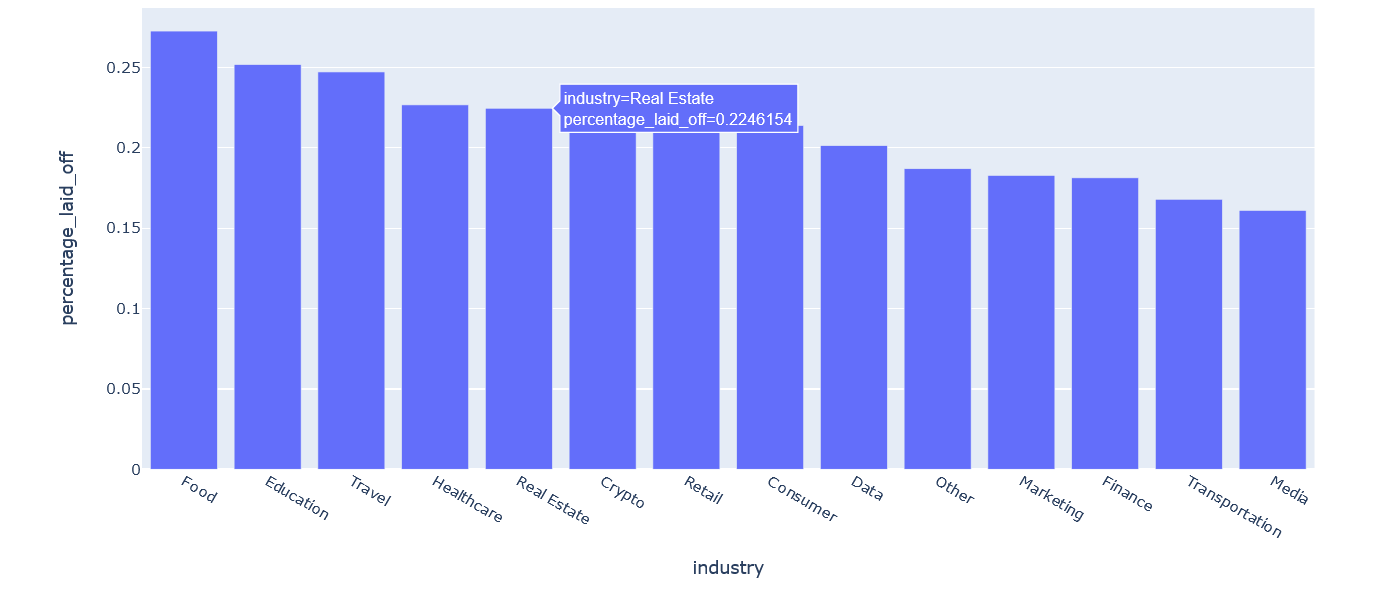 0.25
0.2
0.15
0.1
0.05
0
percentage_laid_off
industry=Real Estate
percentage_laid_off=0.2246154
Food
Education
Travel
Healthcare
Real Estate
Crypto
Retail
Consumer
Data
Other
Marketing
Finance
Transportation
Media
industry